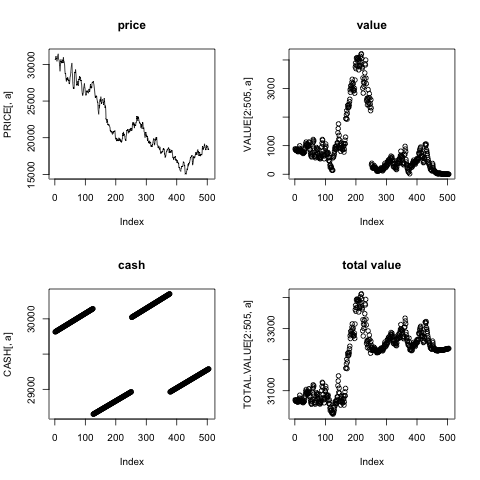 price
PRICE[, a]
30000
25000
20000
15000
0 100 200 300 400 500
Index
value
VALUE[2:505, a]
3000
1000
0
0 100 200 300 400 500
Index
cash
CASH[, a]
30000
29000
0 100 200 300 400 500
Index
total value
TOTAL.VALUE[2:505, a]
33000
31000
0 100 200 300 400 500
Index